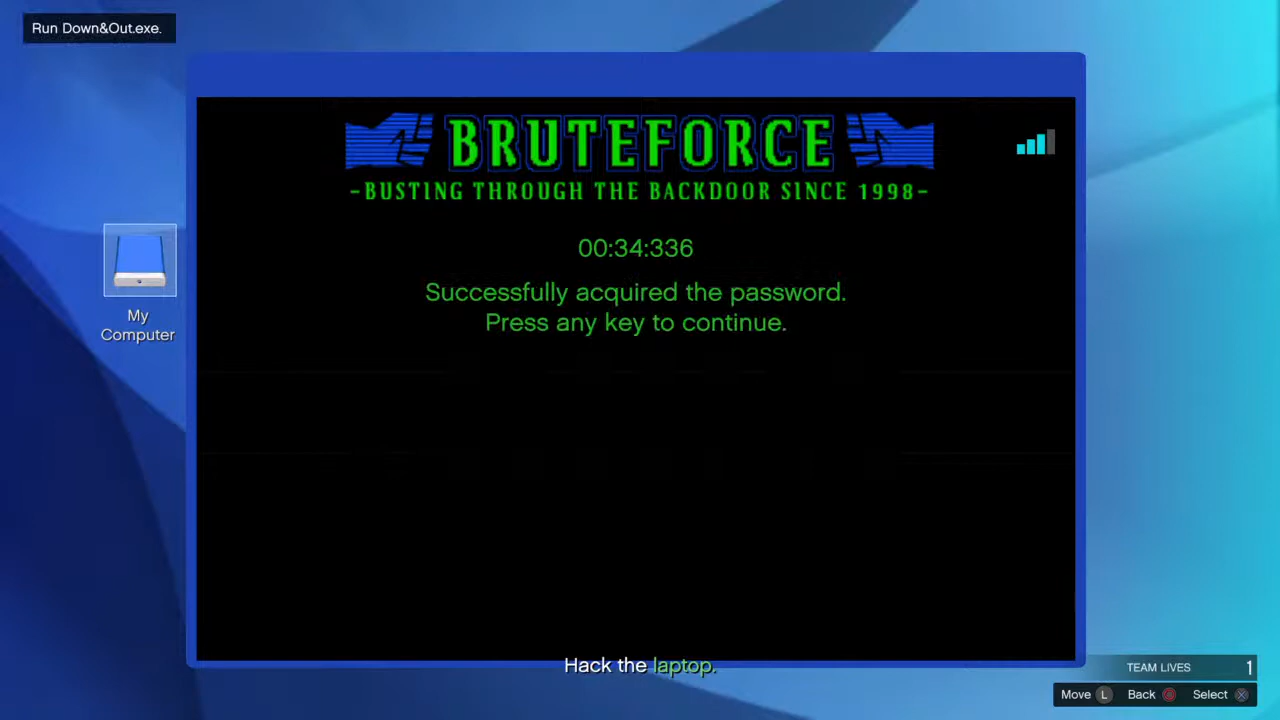 Run Down&Out.exe.
BRUTEFORCE
-BUSTING THROUGH THE BACKDOOR SINCE 1998-
00:34:336
Successfully acquired the password.
Press any key to continue.
My
Computer
Hack the laptop.
TEAM LIVES 1
Move L Back Select